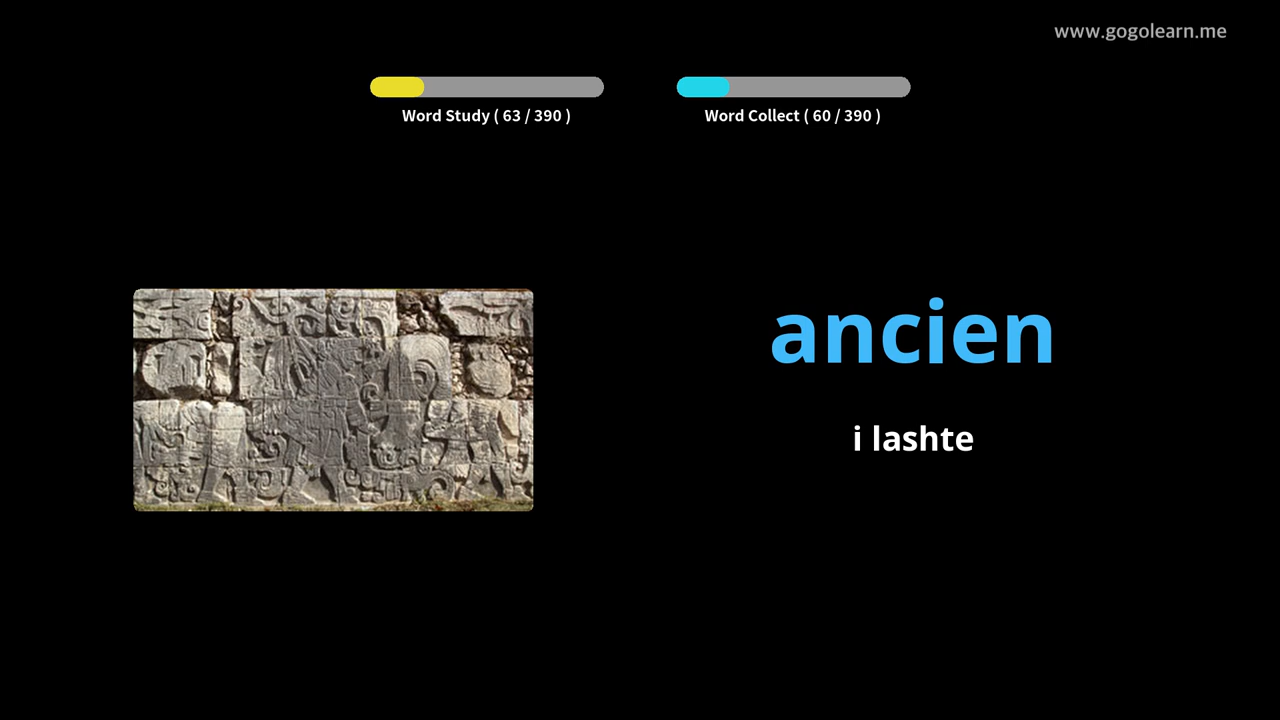 www.gogolearn.me
Word Study ( 63 / 390 )
Word Collect ( 60 / 390 )
ancien
i lashte